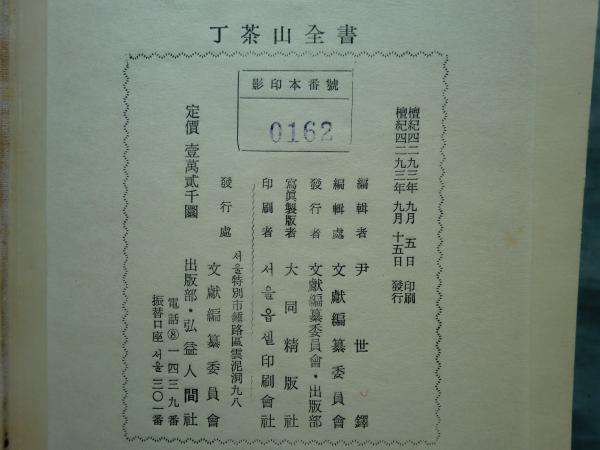 丁茶山全書
影印本番號
0162
檀紀四二九三年九月 五日 印刷
檀紀四二九三年九月 十五日 發行
編輯者 尹世鐸
編輯處 文獻編纂委員會
發行者 文獻編纂委員會・出版部
寫眞製版者 大同精版社
印刷者 서울옵셑印刷會社
發行處
서울特別市鍾路區雲泥洞九八
文獻編纂委員會
出版部・弘益人間社
電話⑧一四三九番
振替口座 서울 三〇一番
定價 壹萬貳千圜